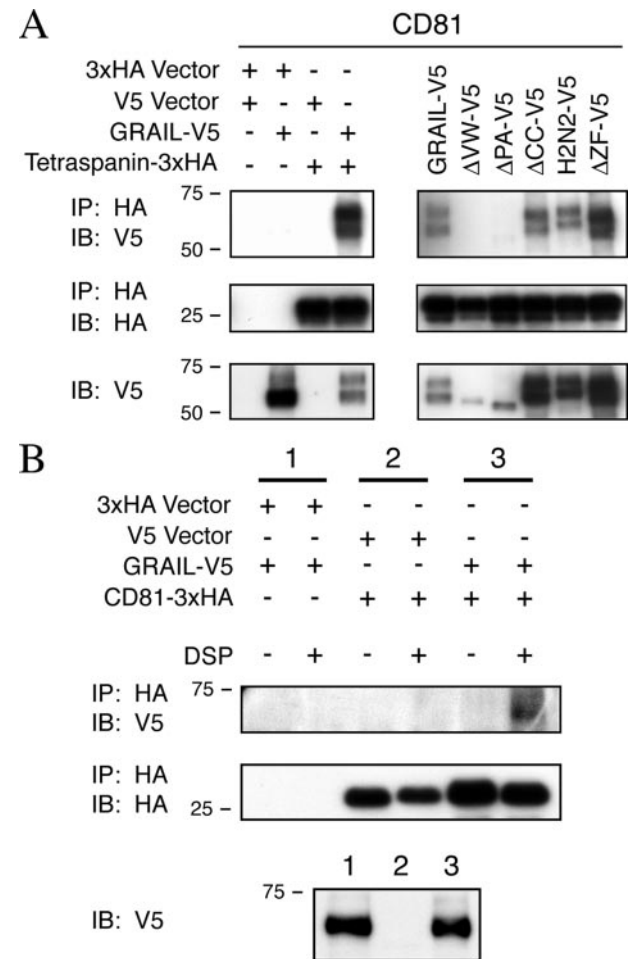 A
CD81
3xHA Vector + + - -
V5 Vector + - + -
GRAIL-V5 - + - +
Tetraspanin-3xHA - - + +
GRAIL-V5
ΔVW-V5
ΔPA-V5
ΔCC-V5
H2N2-V5
ΔZF-V5
IP: HA
IB: V5
75
50
IP: HA
IB: HA
25
IB: V5
75
50
B
1 2 3
3xHA Vector + + - - - -
V5 Vector - - + + - -
GRAIL-V5 + + - - + +
CD81-3xHA - - + + + +
DSP - + - + - +
IP: HA
IB: V5
75
IP: HA
IB: HA
25
1 2 3
75
IB: V5